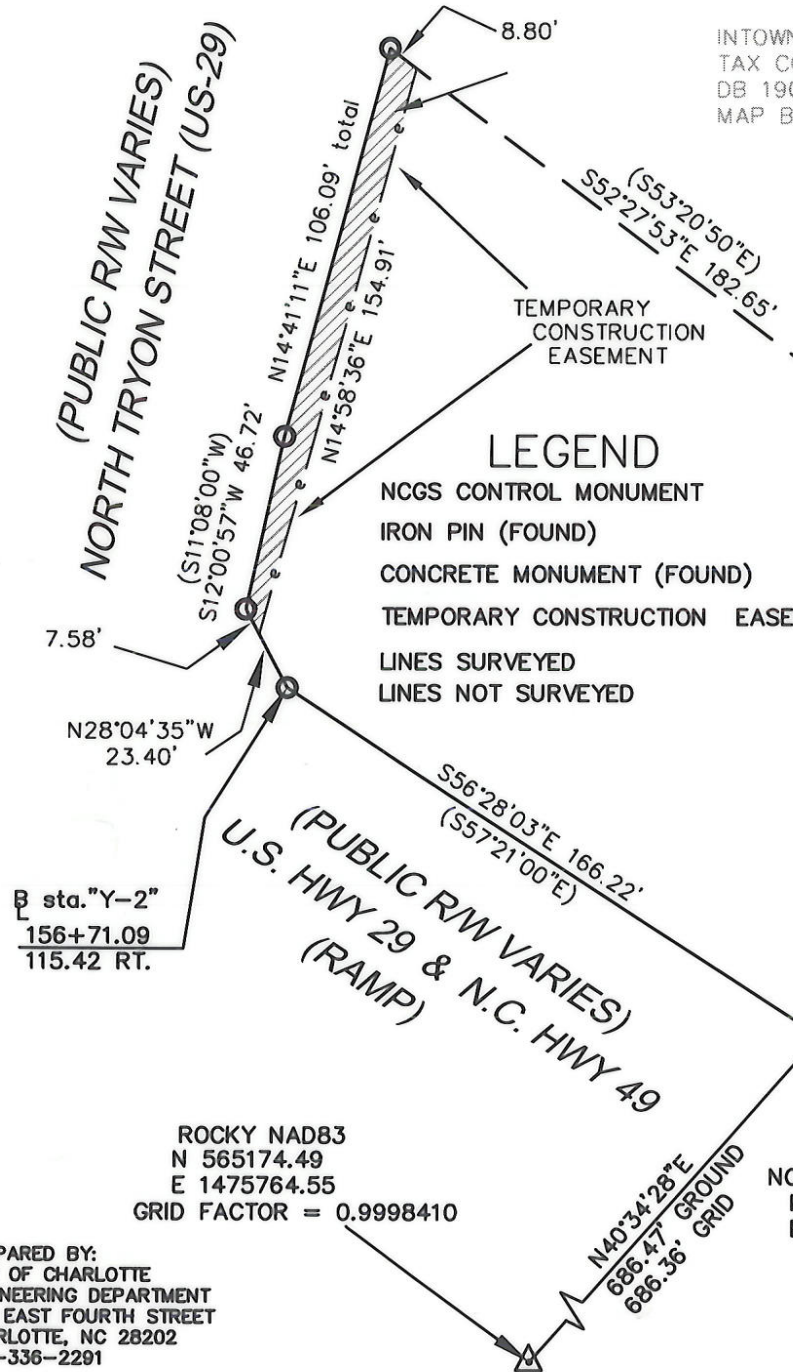 8.80'
INTOWN
TAX CO
DB 190
MAP B
(PUBLIC R/W VARIES)
NORTH TRYON STREET (US-29)
N14°41'11"E 106.09' total
(S53°20'50"E)
S52°27'53"E 182.65'
TEMPORARY
CONSTRUCTION
EASEMENT
N14°58'36"E 154.91'
e e e e e e e
(S11°08'00"W)
S12°00'57"W 46.72'
LEGEND
NCGS CONTROL MONUMENT
IRON PIN (FOUND)
CONCRETE MONUMENT (FOUND)
TEMPORARY CONSTRUCTION EASE
LINES SURVEYED
LINES NOT SURVEYED
7.58'
N28°04'35"W
23.40'
S56°28'03"E 166.22'
(S57°21'00"E)
(PUBLIC R/W VARIES)
U.S. HWY 29 & N.C. HWY 49
(RAMP)
B sta."Y-2"
L
156+71.09
115.42 RT.
ROCKY NAD83
N 565174.49
E 1475764.55
GRID FACTOR = 0.9998410
N40°34'28"E
686.47' GROUND
686.36' GRID
PARED BY:
OF CHARLOTTE
NEERING DEPARTMENT
EAST FOURTH STREET
RLOTTE, NC 28202
-336-2291